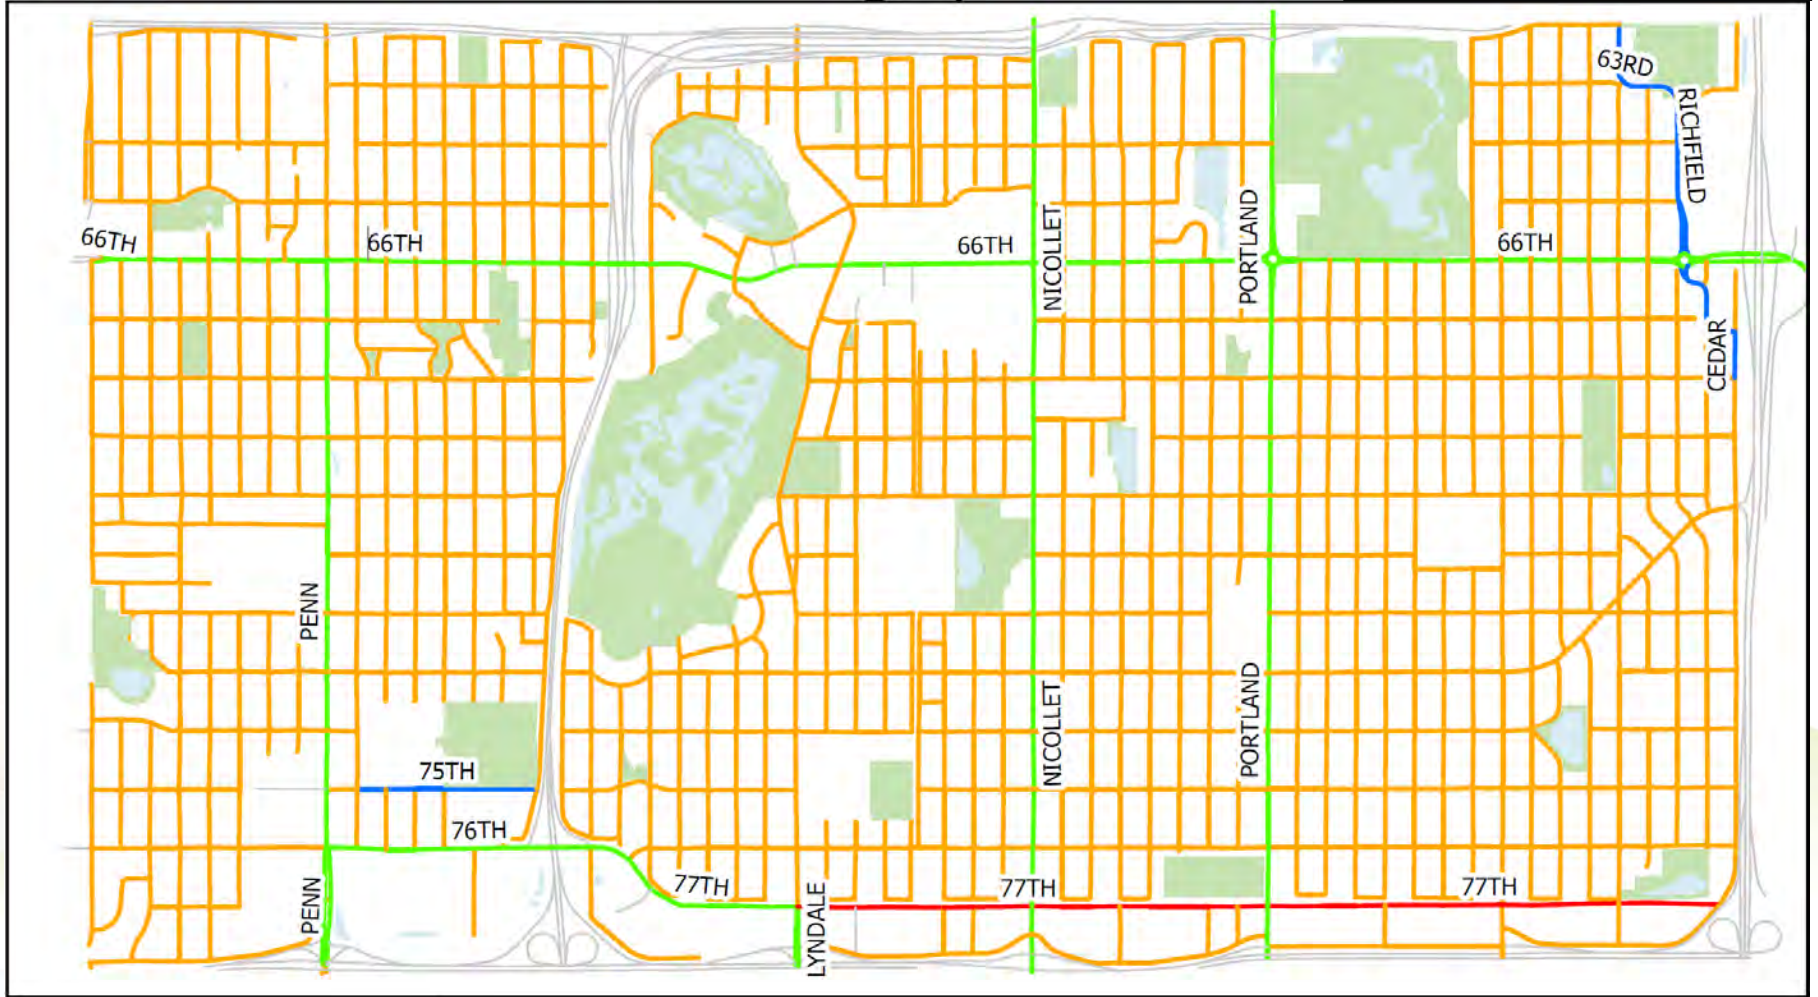 63RD
RICHFIELD
66TH
66TH
66TH
NICOLLET
PORTLAND
66TH
CEDAR
PENN
NICOLLET
PORTLAND
75TH
76TH
77TH
77TH
77TH
PENN
LYNDALE